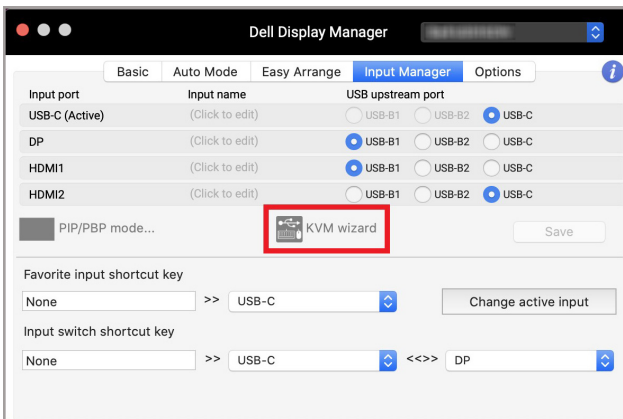 Dell Display Manager
Basic Auto Mode Easy Arrange Input Manager Options i
Input port Input name USB upstream port
USB-C (Active) (Click to edit) USB-B1 USB-B2 USB-C
DP (Click to edit) USB-B1 USB-B2 USB-C
HDMI1 (Click to edit) USB-B1 USB-B2 USB-C
HDMI2 (Click to edit) USB-B1 USB-B2 USB-C
PIP/PBP mode... KVM wizard Save
Favorite input shortcut key
None >> USB-C Change active input
Input switch shortcut key
None >> USB-C <<>> DP